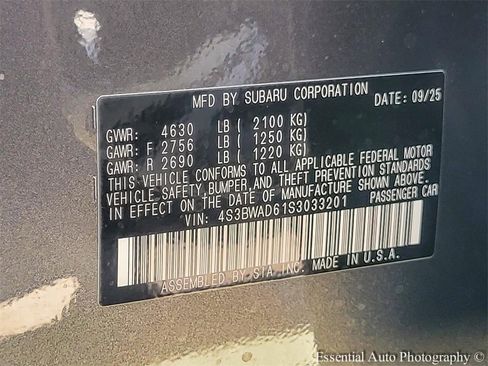 MFD BY SUBARU CORPORATION DATE: 09/25
GVWR: 4630 LB ( 2100 KG)
GAWR: F 2756 LB ( 1250 KG)
GAWR: R 2690 LB ( 1220 KG)
THIS VEHICLE CONFORMS TO ALL APPLICABLE FEDERAL MOTOR
VEHICLE SAFETY, BUMPER, AND THEFT PREVENTION STANDARDS
IN EFFECT ON THE DATE OF MANUFACTURE SHOWN ABOVE.
VIN: 4S3BWAD61S3033201 PASSENGER CAR
ASSEMBLED BY SIA INC. MADE IN U.S.A.
Essential Auto Photography ©